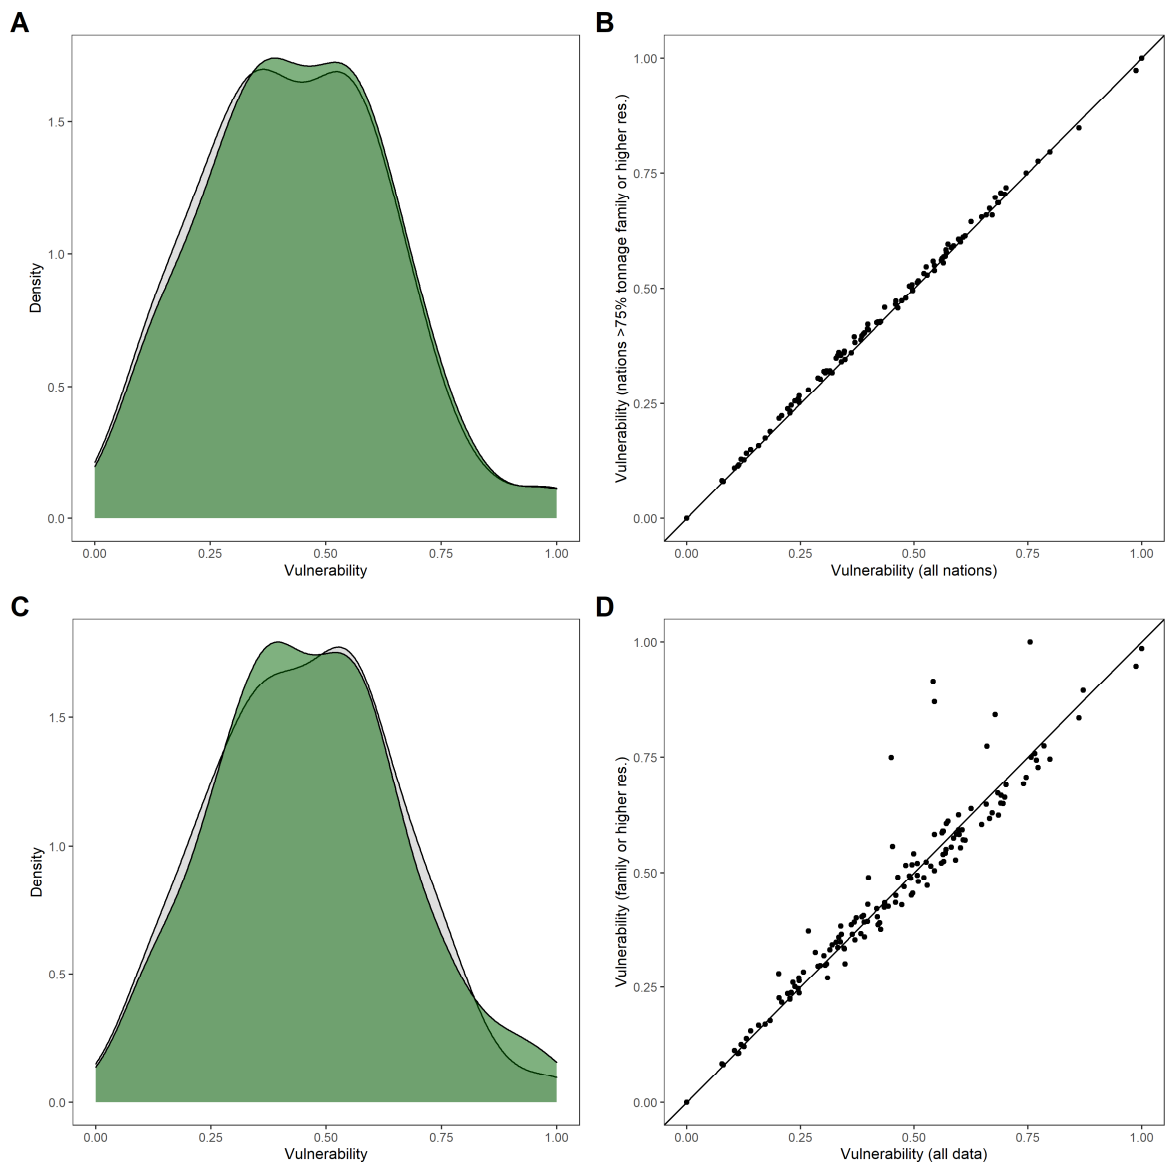 A
Density
1.5
1.0
0.5
0.0
0.00 0.25 0.50 0.75 1.00
Vulnerability
B
Vulnerability (nations >75% tonnage family or higher res.)
1.00
0.75
0.50
0.25
0.00
0.00 0.25 0.50 0.75 1.00
Vulnerability (all nations)
C
Density
1.5
1.0
0.5
0.0
0.00 0.25 0.50 0.75 1.00
Vulnerability
D
Vulnerability (family or higher res.)
1.00
0.75
0.50
0.25
0.00
0.00 0.25 0.50 0.75 1.00
Vulnerability (all data)